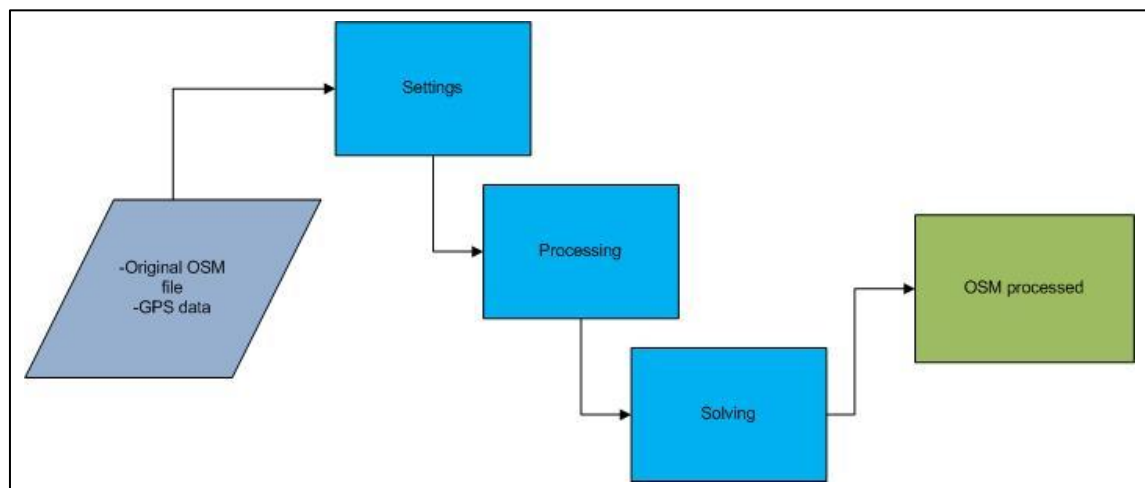 Settings
-Original OSM
file
-GPS data
Processing
OSM processed
Solving